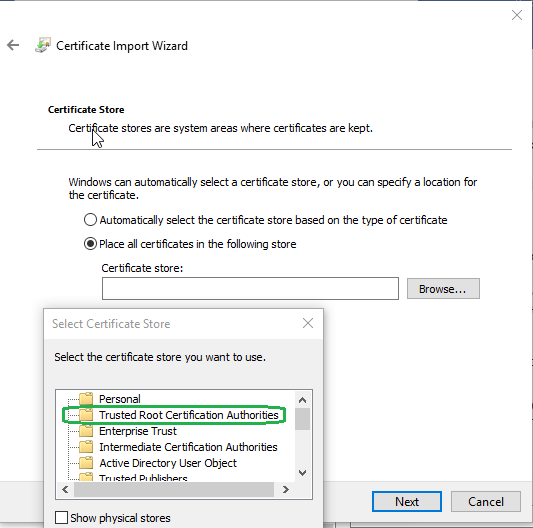 Certificate Import Wizard
Certificate Store
Certificate stores are system areas where certificates are kept.
Windows can automatically select a certificate store, or you can specify a location for
the certificate.
Automatically select the certificate store based on the type of certificate
Place all certificates in the following store
Certificate store:
Browse...
Select Certificate Store
Select the certificate store you want to use.
Personal
Trusted Root Certification Authorities
Enterprise Trust
Intermediate Certification Authorities
Active Directory User Object
Trusted Publishers
Show physical stores
Next
Cancel